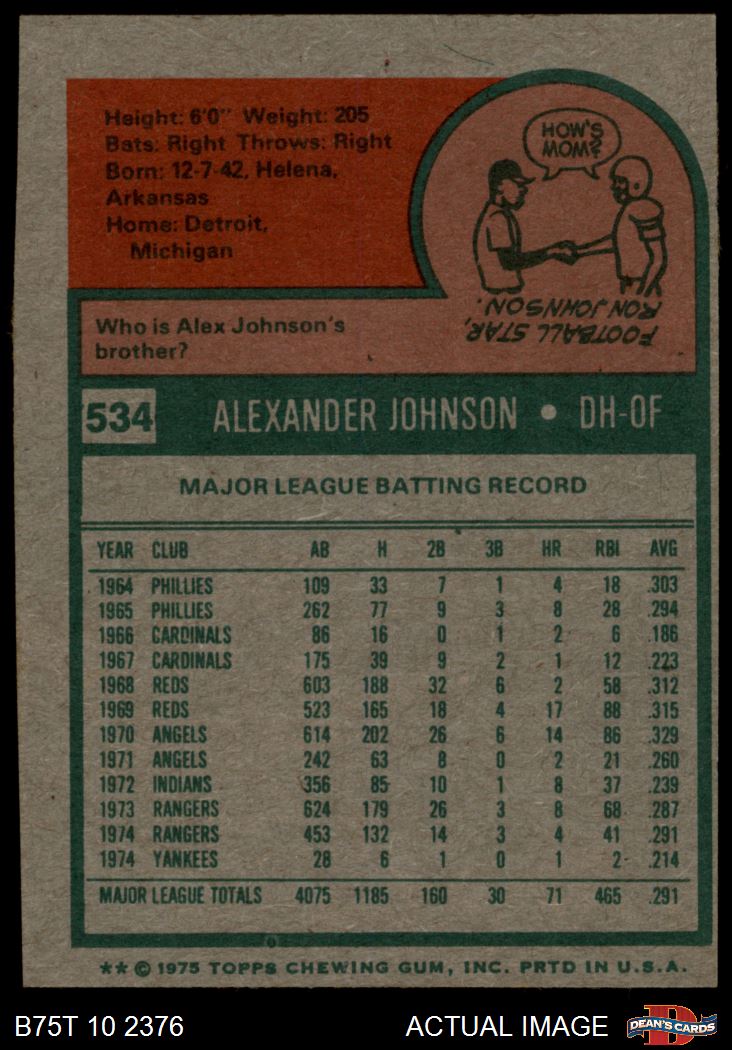 Height: 6'0" Weight: 205
Bats: Right Throws: Right
Born: 12-7-42, Helena,
Arkansas
Home: Detroit,
Michigan
HOW'S
MOM?
Who is Alex Johnson's
brother?
FOOTBALL STAR,
RON JOHNSON.
534 ALEXANDER JOHNSON • DH-OF
MAJOR LEAGUE BATTING RECORD
YEAR CLUB AB H 2B 3B HR RBI AVG
1964 PHILLIES 109 33 7 1 4 18 .303
1965 PHILLIES 262 77 9 3 8 28 .294
1966 CARDINALS 86 16 0 1 2 6 .186
1967 CARDINALS 175 39 9 2 1 12 .223
1968 REDS 603 188 32 6 2 58 .312
1969 REDS 523 165 18 4 17 88 .315
1970 ANGELS 614 202 26 6 14 86 .329
1971 ANGELS 242 63 8 0 2 21 .260
1972 INDIANS 356 85 10 1 8 37 .239
1973 RANGERS 624 179 26 3 8 68 .287
1974 RANGERS 453 132 14 3 4 41 .291
1974 YANKEES 28 6 1 0 1 2 .214
MAJOR LEAGUE TOTALS 4075 1185 160 30 71 465 .291
** © 1975 TOPPS CHEWING GUM, INC. PRTD IN U.S.A.
B75T 10 2376 ACTUAL IMAGE DEAN'S CARDS